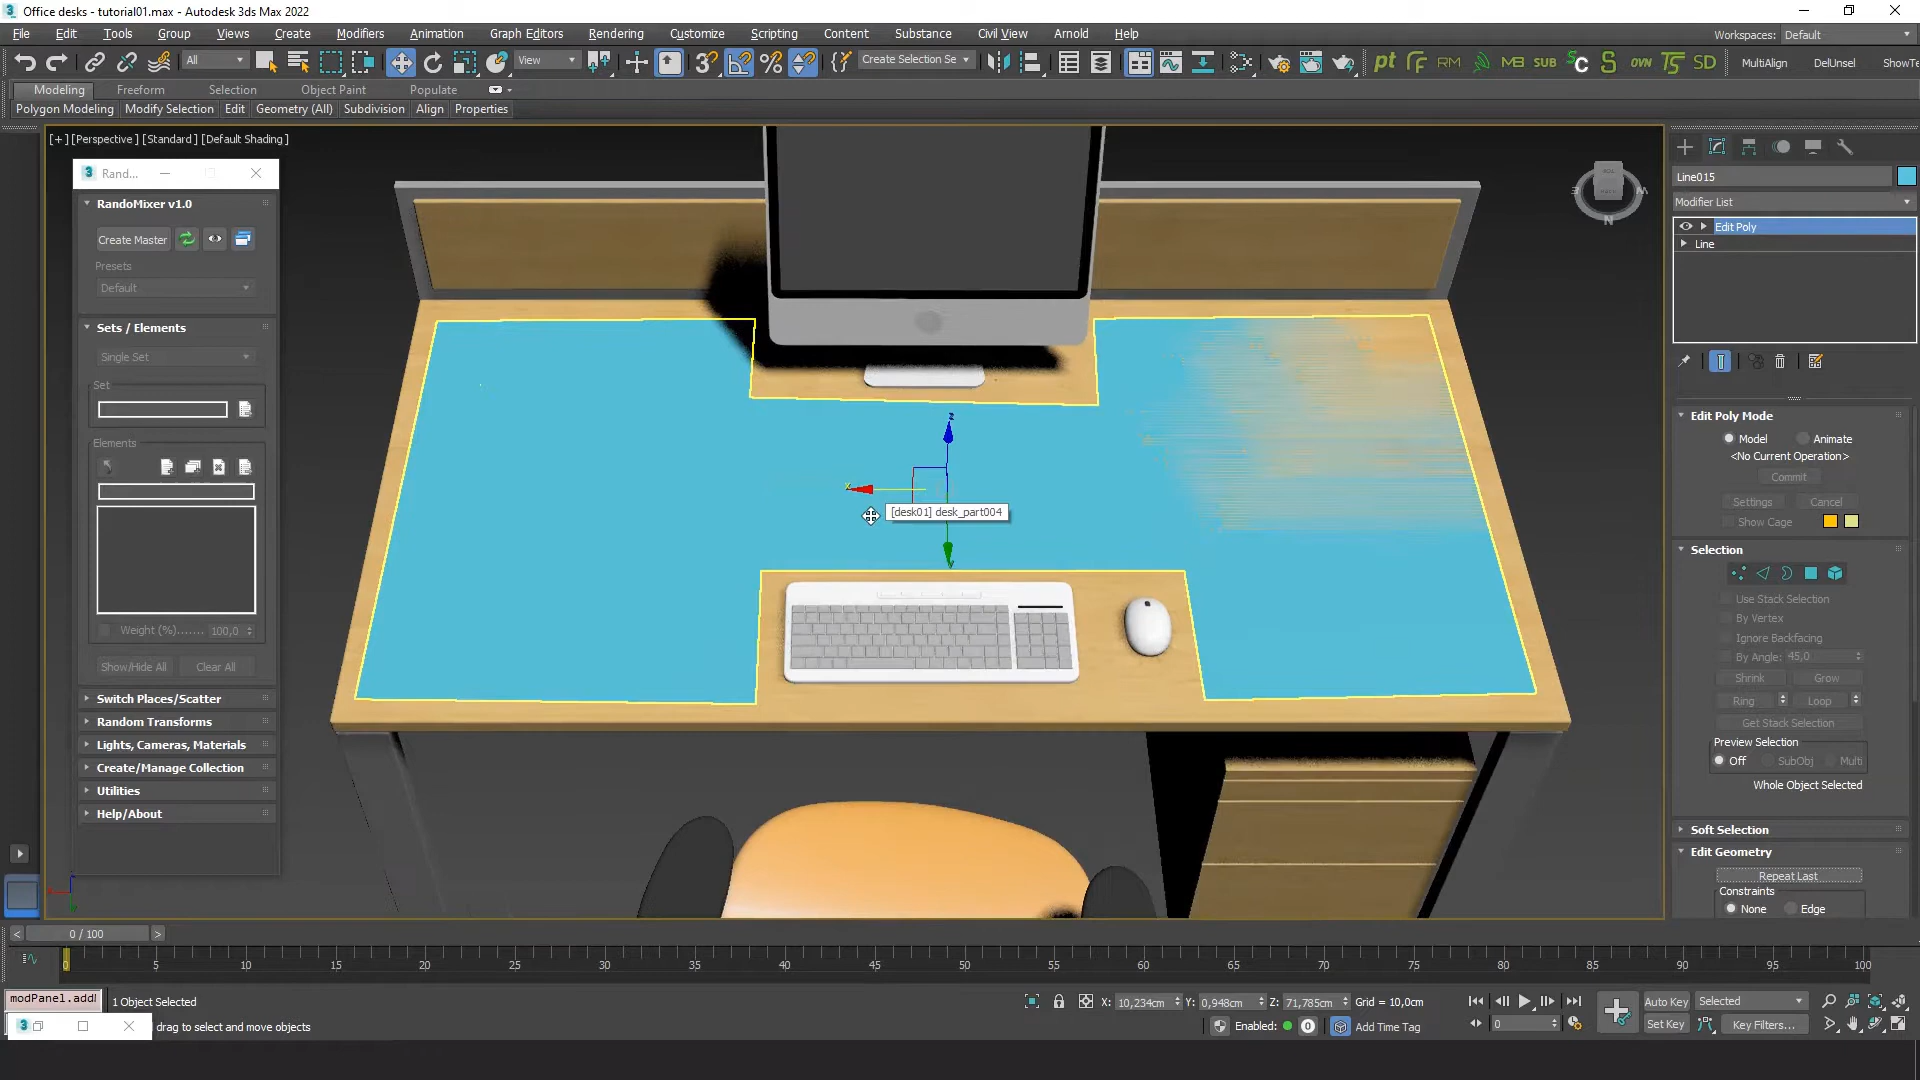 Office desks - tutorial01.max - Autodesk 3ds Max 2022
File Edit Tools Group Views Create Modifiers Animation Graph Editors Rendering Customize Scripting Content Substance Civil View Arnold Help
Workspaces: Default
All View Create Selection Se pt RM MB SUB OVN SD MultiAlign DelUnsel ShowTe
Modeling Freeform Selection Object Paint Populate
Polygon Modeling Modify Selection Edit Geometry (All) Subdivision Align Properties
[+] [Perspective] [Standard] [Default Shading]
Rand...
RandoMixer v1.0
Create Master
Presets
Default
Sets / Elements
Single Set
Set
Elements
Weight (%)....... 100,0
Show/Hide All Clear All
Switch Places/Scatter
Random Transforms
Lights, Cameras, Materials
Create/Manage Collection
Utilities
Help/About
z
x
[desk01] desk_part004
N
Line015
Modifier List
Edit Poly
Line
Edit Poly Mode
Model Animate
<No Current Operation>
Commit
Settings Cancel
Show Cage
Selection
Use Stack Selection
By Vertex
Ignore Backfacing
By Angle: 45,0
Shrink Grow
Ring Loop
Get Stack Selection
Preview Selection
Off SubObj Multi
Whole Object Selected
Soft Selection
Edit Geometry
Repeat Last
Constraints
None Edge
< 0 / 100 >
0 5 10 15 20 25 30 35 40 45 50 55 60 65 70 75 80 85 90 95 100
modPanel.addI
1 Object Selected
X: 10,234cm Y: 0,948cm Z: 71,785cm Grid = 10,0cm
Auto Key Selected
drag to select and move objects
Enabled: 0 Add Time Tag
0
Set Key Key Filters...